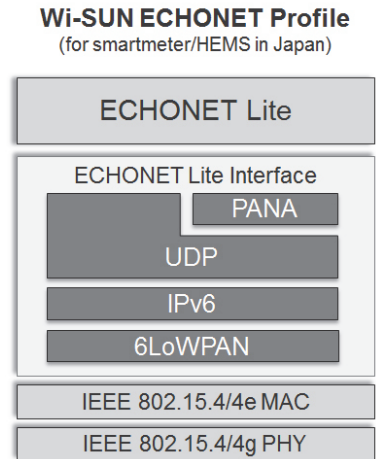 Wi-SUN ECHONET Profile
(for smartmeter/HEMS in Japan)
ECHONET Lite
ECHONET Lite Interface
PANA
UDP
IPv6
6LoWPAN
IEEE 802.15.4/4e MAC
IEEE 802.15.4/4g PHY